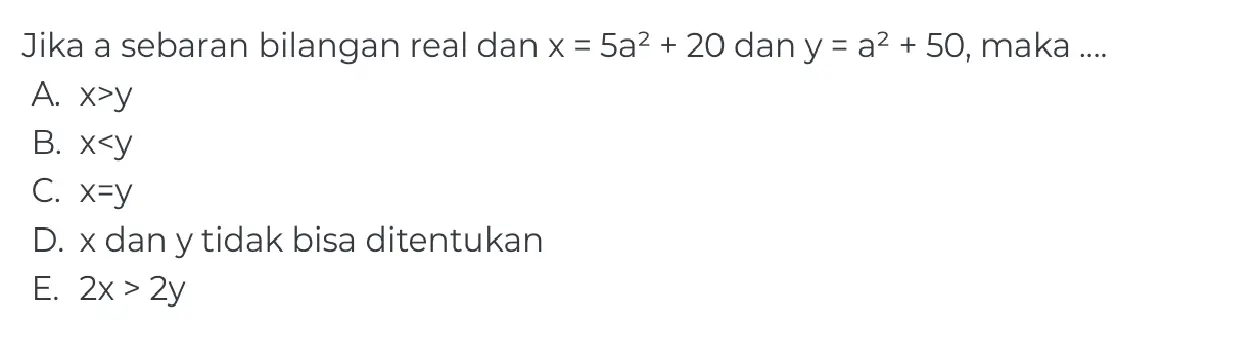 Jika a sebaran bilangan real dan x = 5a² + 20 dan y = a² + 50, maka ....
A. x>y
B. x<y
C. x=y
D. x dan y tidak bisa ditentukan
E. 2x > 2y